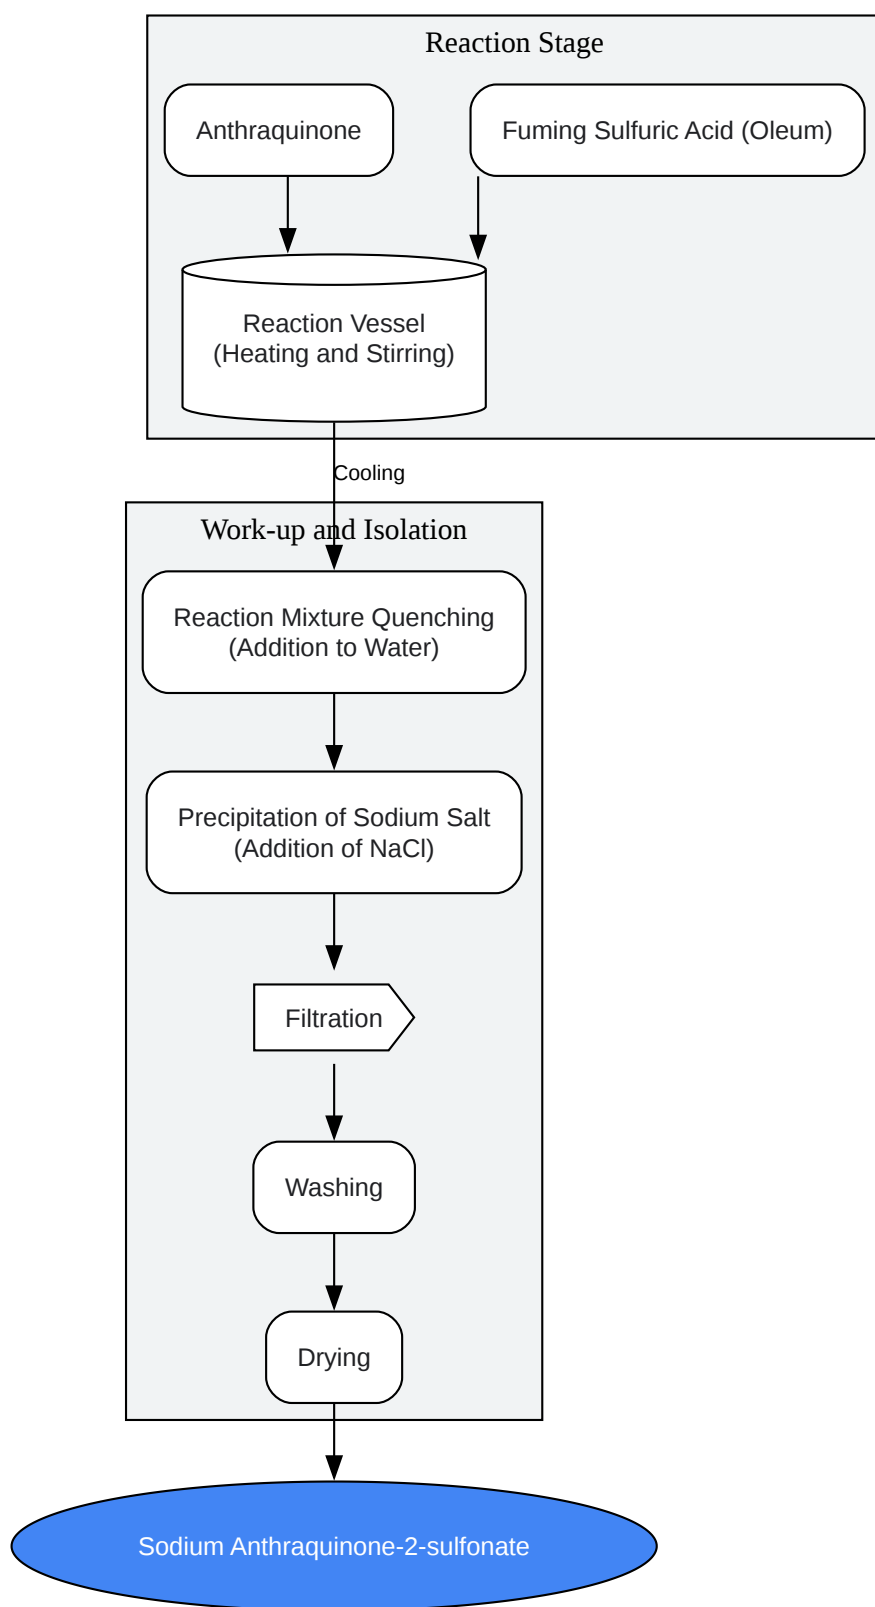 Reaction Stage
Anthraquinone
Fuming Sulfuric Acid (Oleum)
Reaction Vessel
(Heating and Stirring)
Cooling
Work-up and Isolation
Reaction Mixture Quenching
(Addition to Water)
Precipitation of Sodium Salt
(Addition of NaCl)
Filtration
Washing
Drying
Sodium Anthraquinone-2-sulfonate